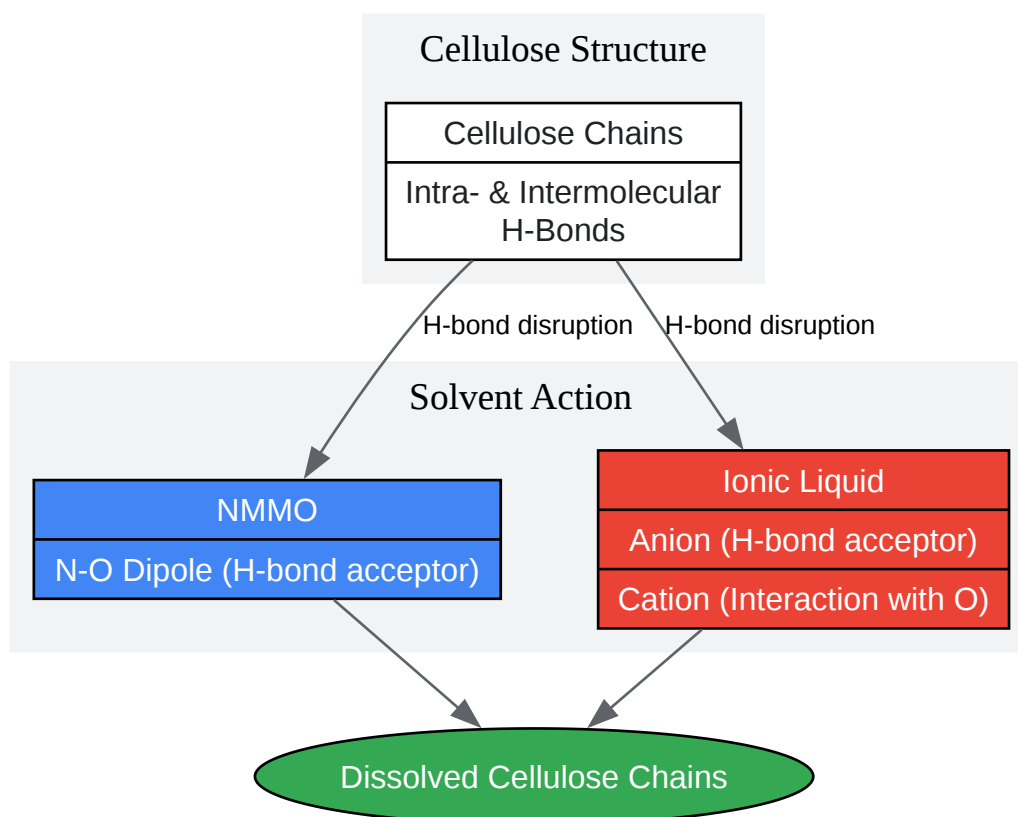 Cellulose Structure
Cellulose Chains
Intra- & Intermolecular
H-Bonds
H-bond disruption
H-bond disruption
Solvent Action
NMMO
N-O Dipole (H-bond acceptor)
Ionic Liquid
Anion (H-bond acceptor)
Cation (Interaction with O)
Dissolved Cellulose Chains